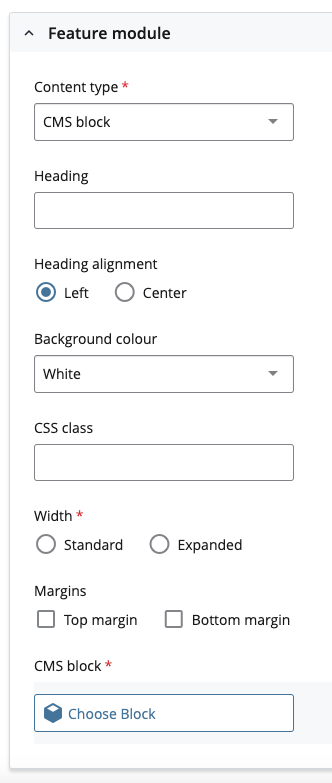 Feature module
Content type *
CMS block
Heading
Heading alignment
Left Center
Background colour
White
CSS class
Width *
Standard Expanded
Margins
Top margin Bottom margin
CMS block *
Choose Block